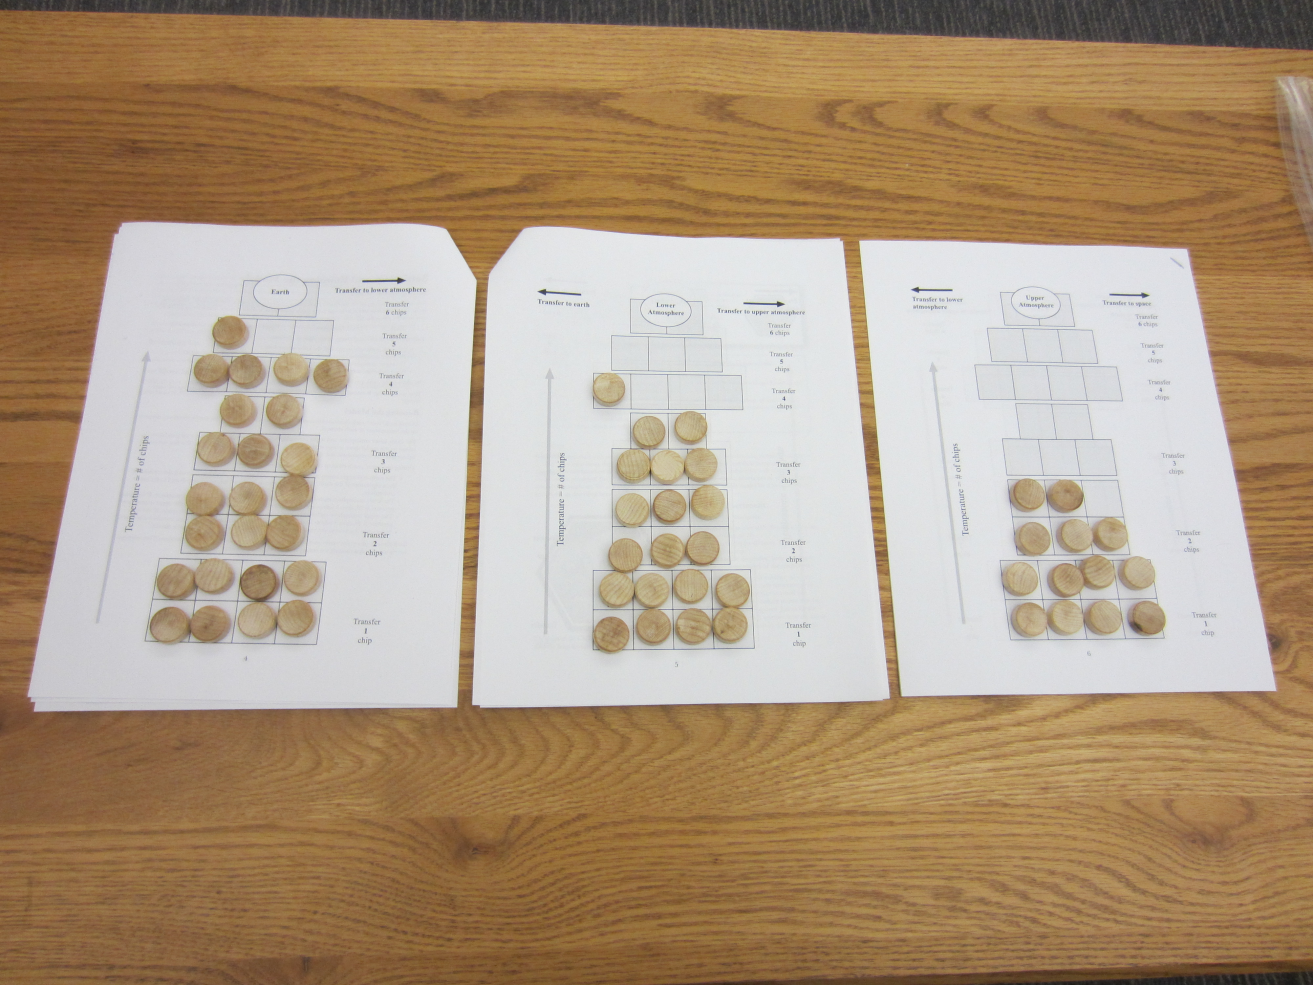 Earth
Transfer to lower atmosphere
Transfer
6 chips
Transfer
5
chips
Transfer
4
chips
Transfer
3
chips
Transfer
2
chips
Transfer
1
chip
Temperature = # of chips
4
Transfer to earth
Lower
Atmosphere
Transfer to upper atmosphere
Transfer
6 chips
Transfer
5
chips
Transfer
4
chips
Transfer
3
chips
Transfer
2
chips
Transfer
1
chip
Temperature = # of chips
5
Transfer to lower
atmosphere
Upper
Atmosphere
Transfer to space
Transfer
6 chips
Transfer
5
chips
Transfer
4
chips
Transfer
3
chips
Transfer
2
chips
Transfer
1
chip
Temperature = # of chips
6